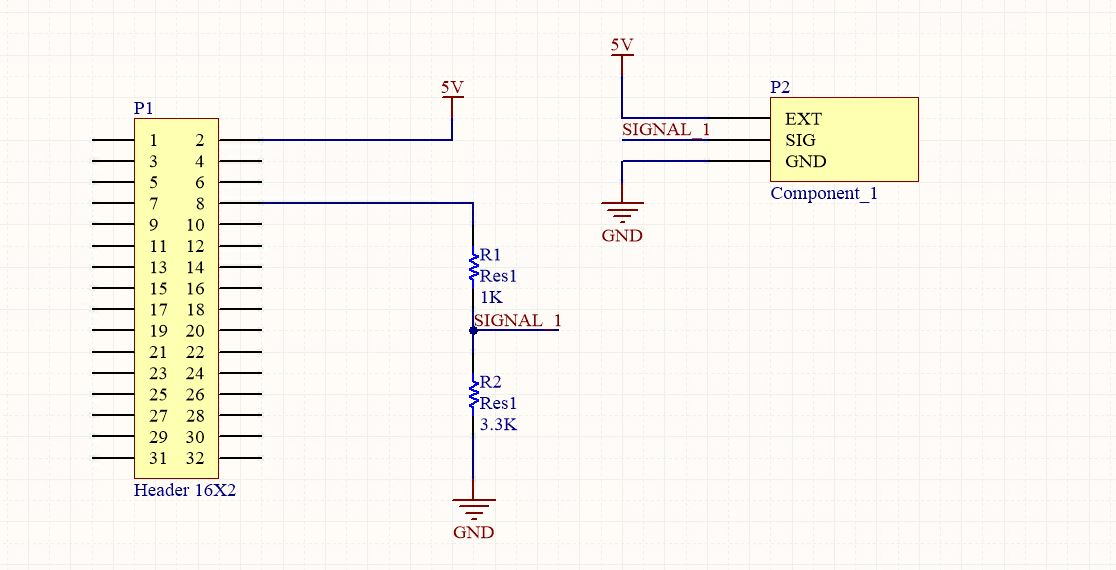 5V
5V
P2
P1
EXT
SIGNAL_1
SIG
GND
Component_1
GND
1 2
3 4
5 6
7 8
9 10
11 12
13 14
15 16
17 18
19 20
21 22
23 24
25 26
27 28
29 30
31 32
Header 16X2
R1
Res1
1K
SIGNAL_1
R2
Res1
3.3K
GND